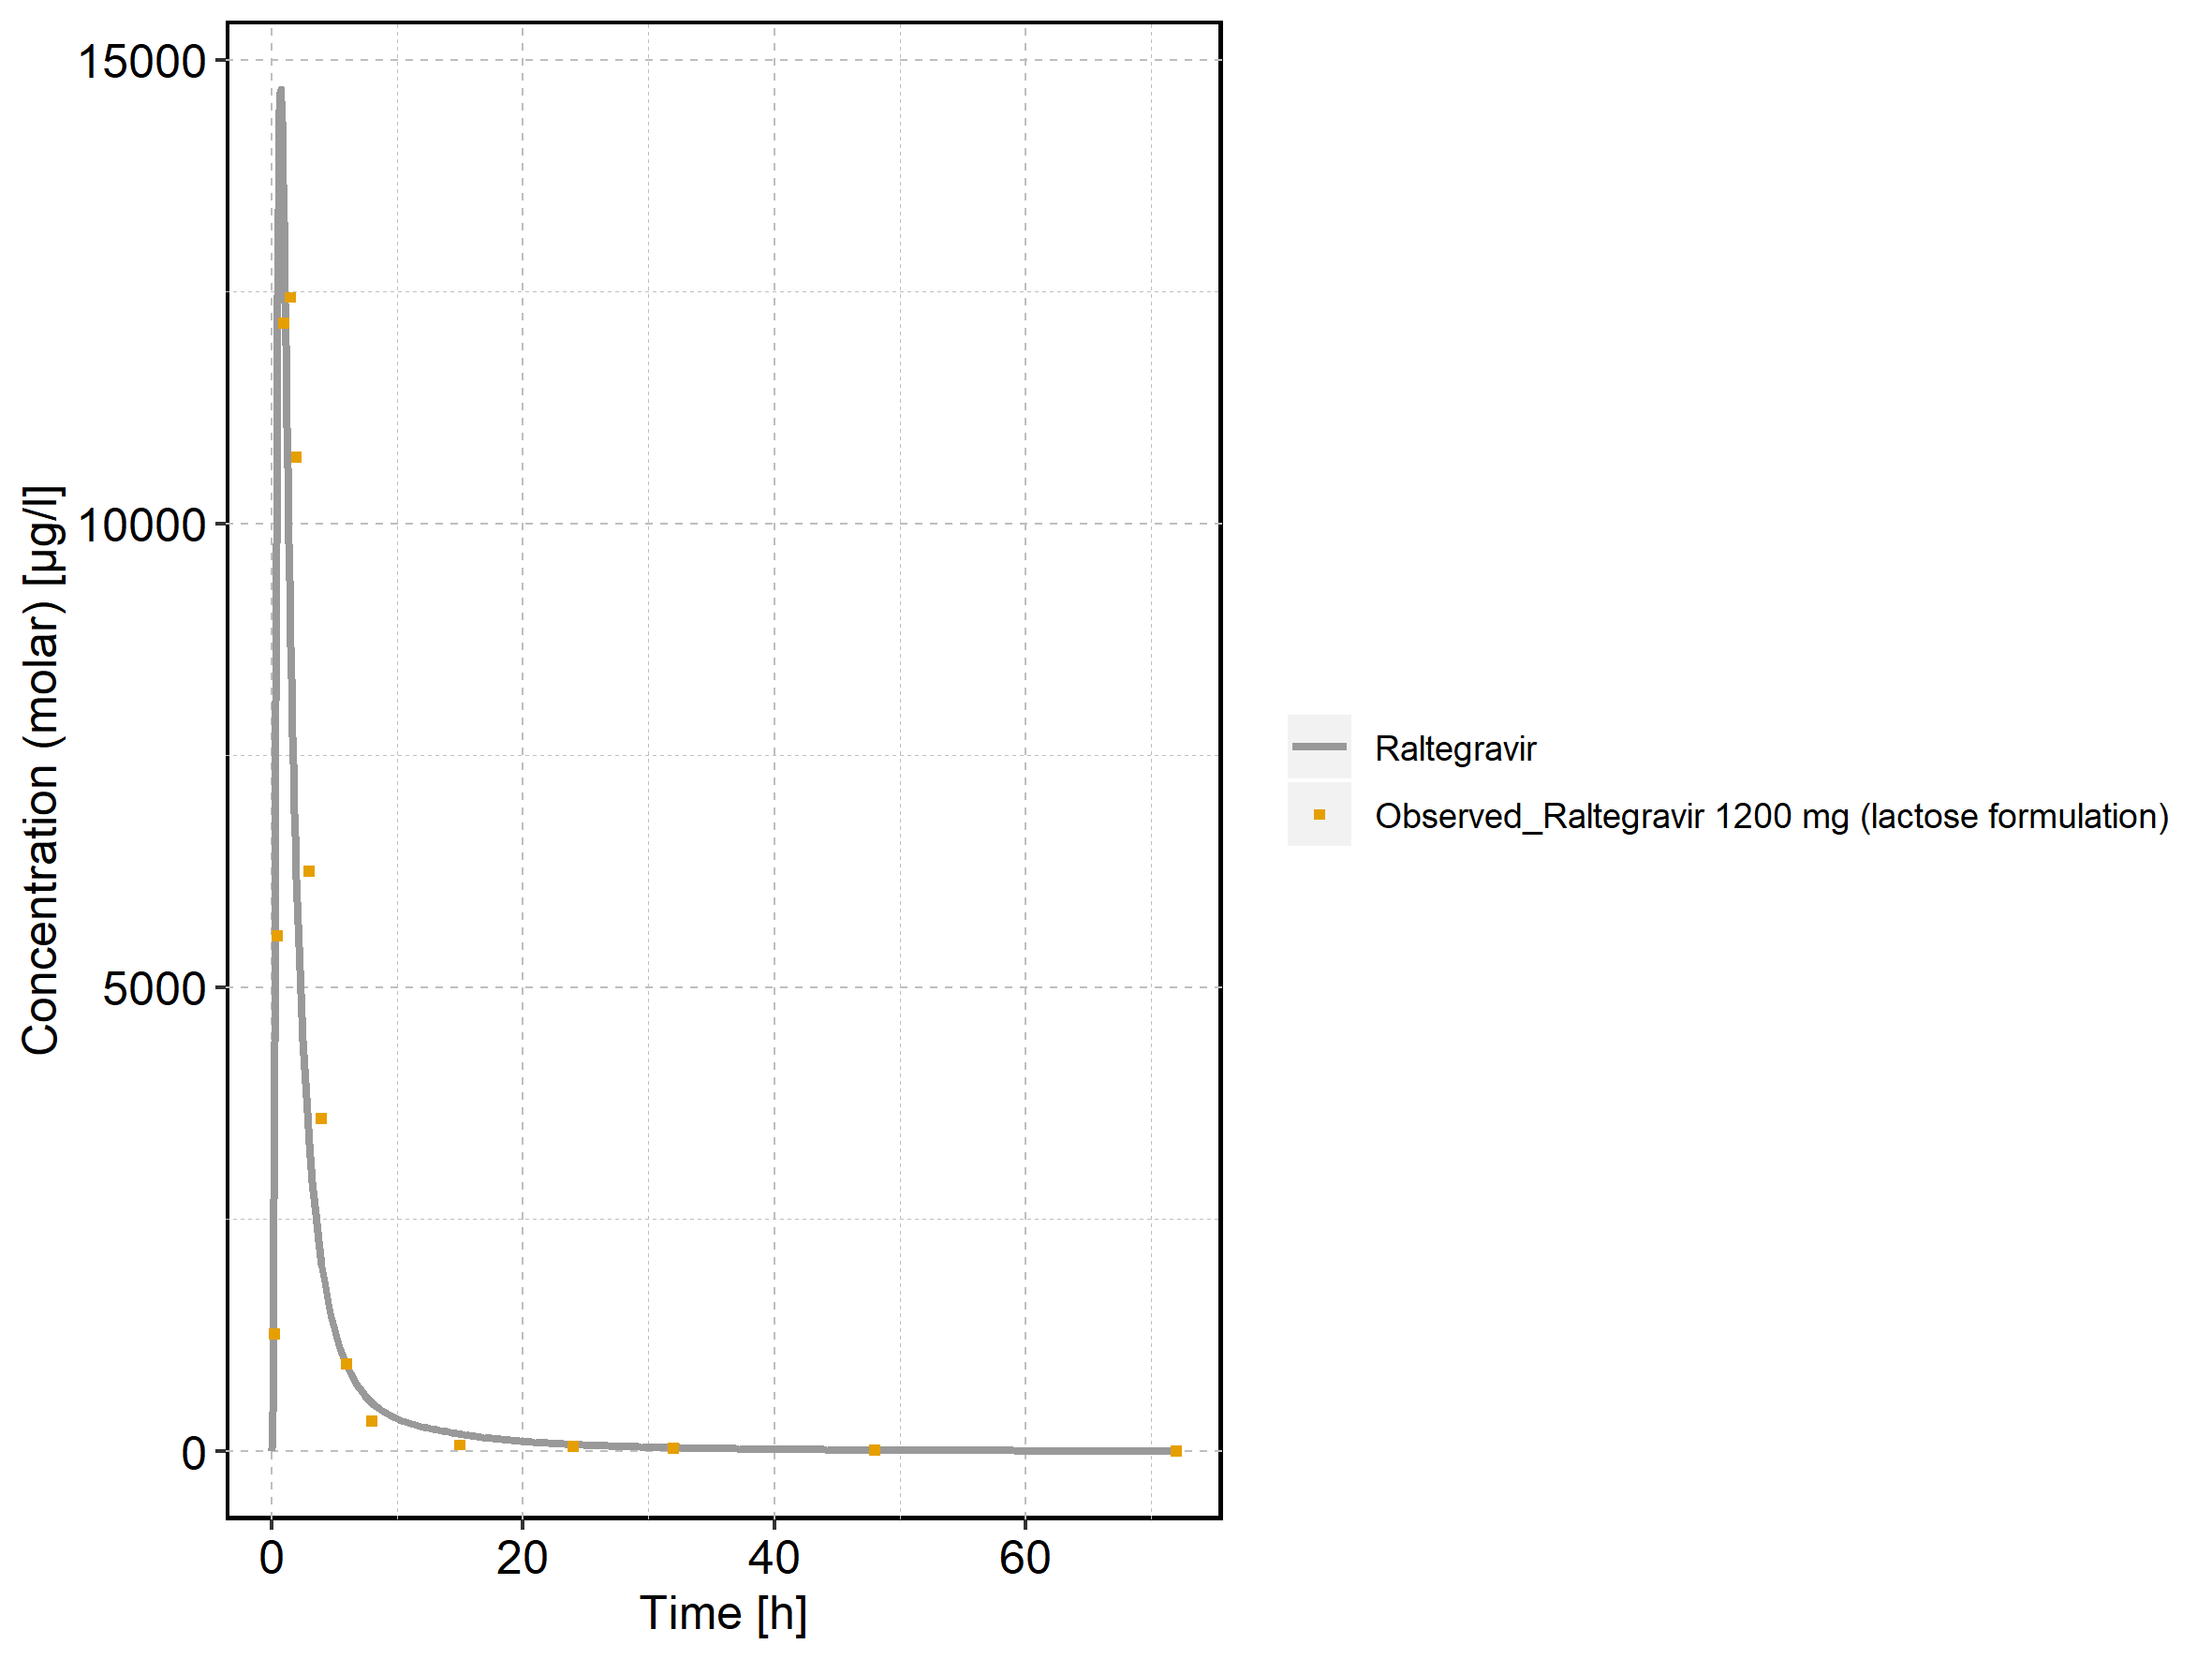 Concentration (molar) [µg/l]
15000
10000
5000
0
0 20 40 60
Time [h]
Raltegravir
Observed_Raltegravir 1200 mg (lactose formulation)